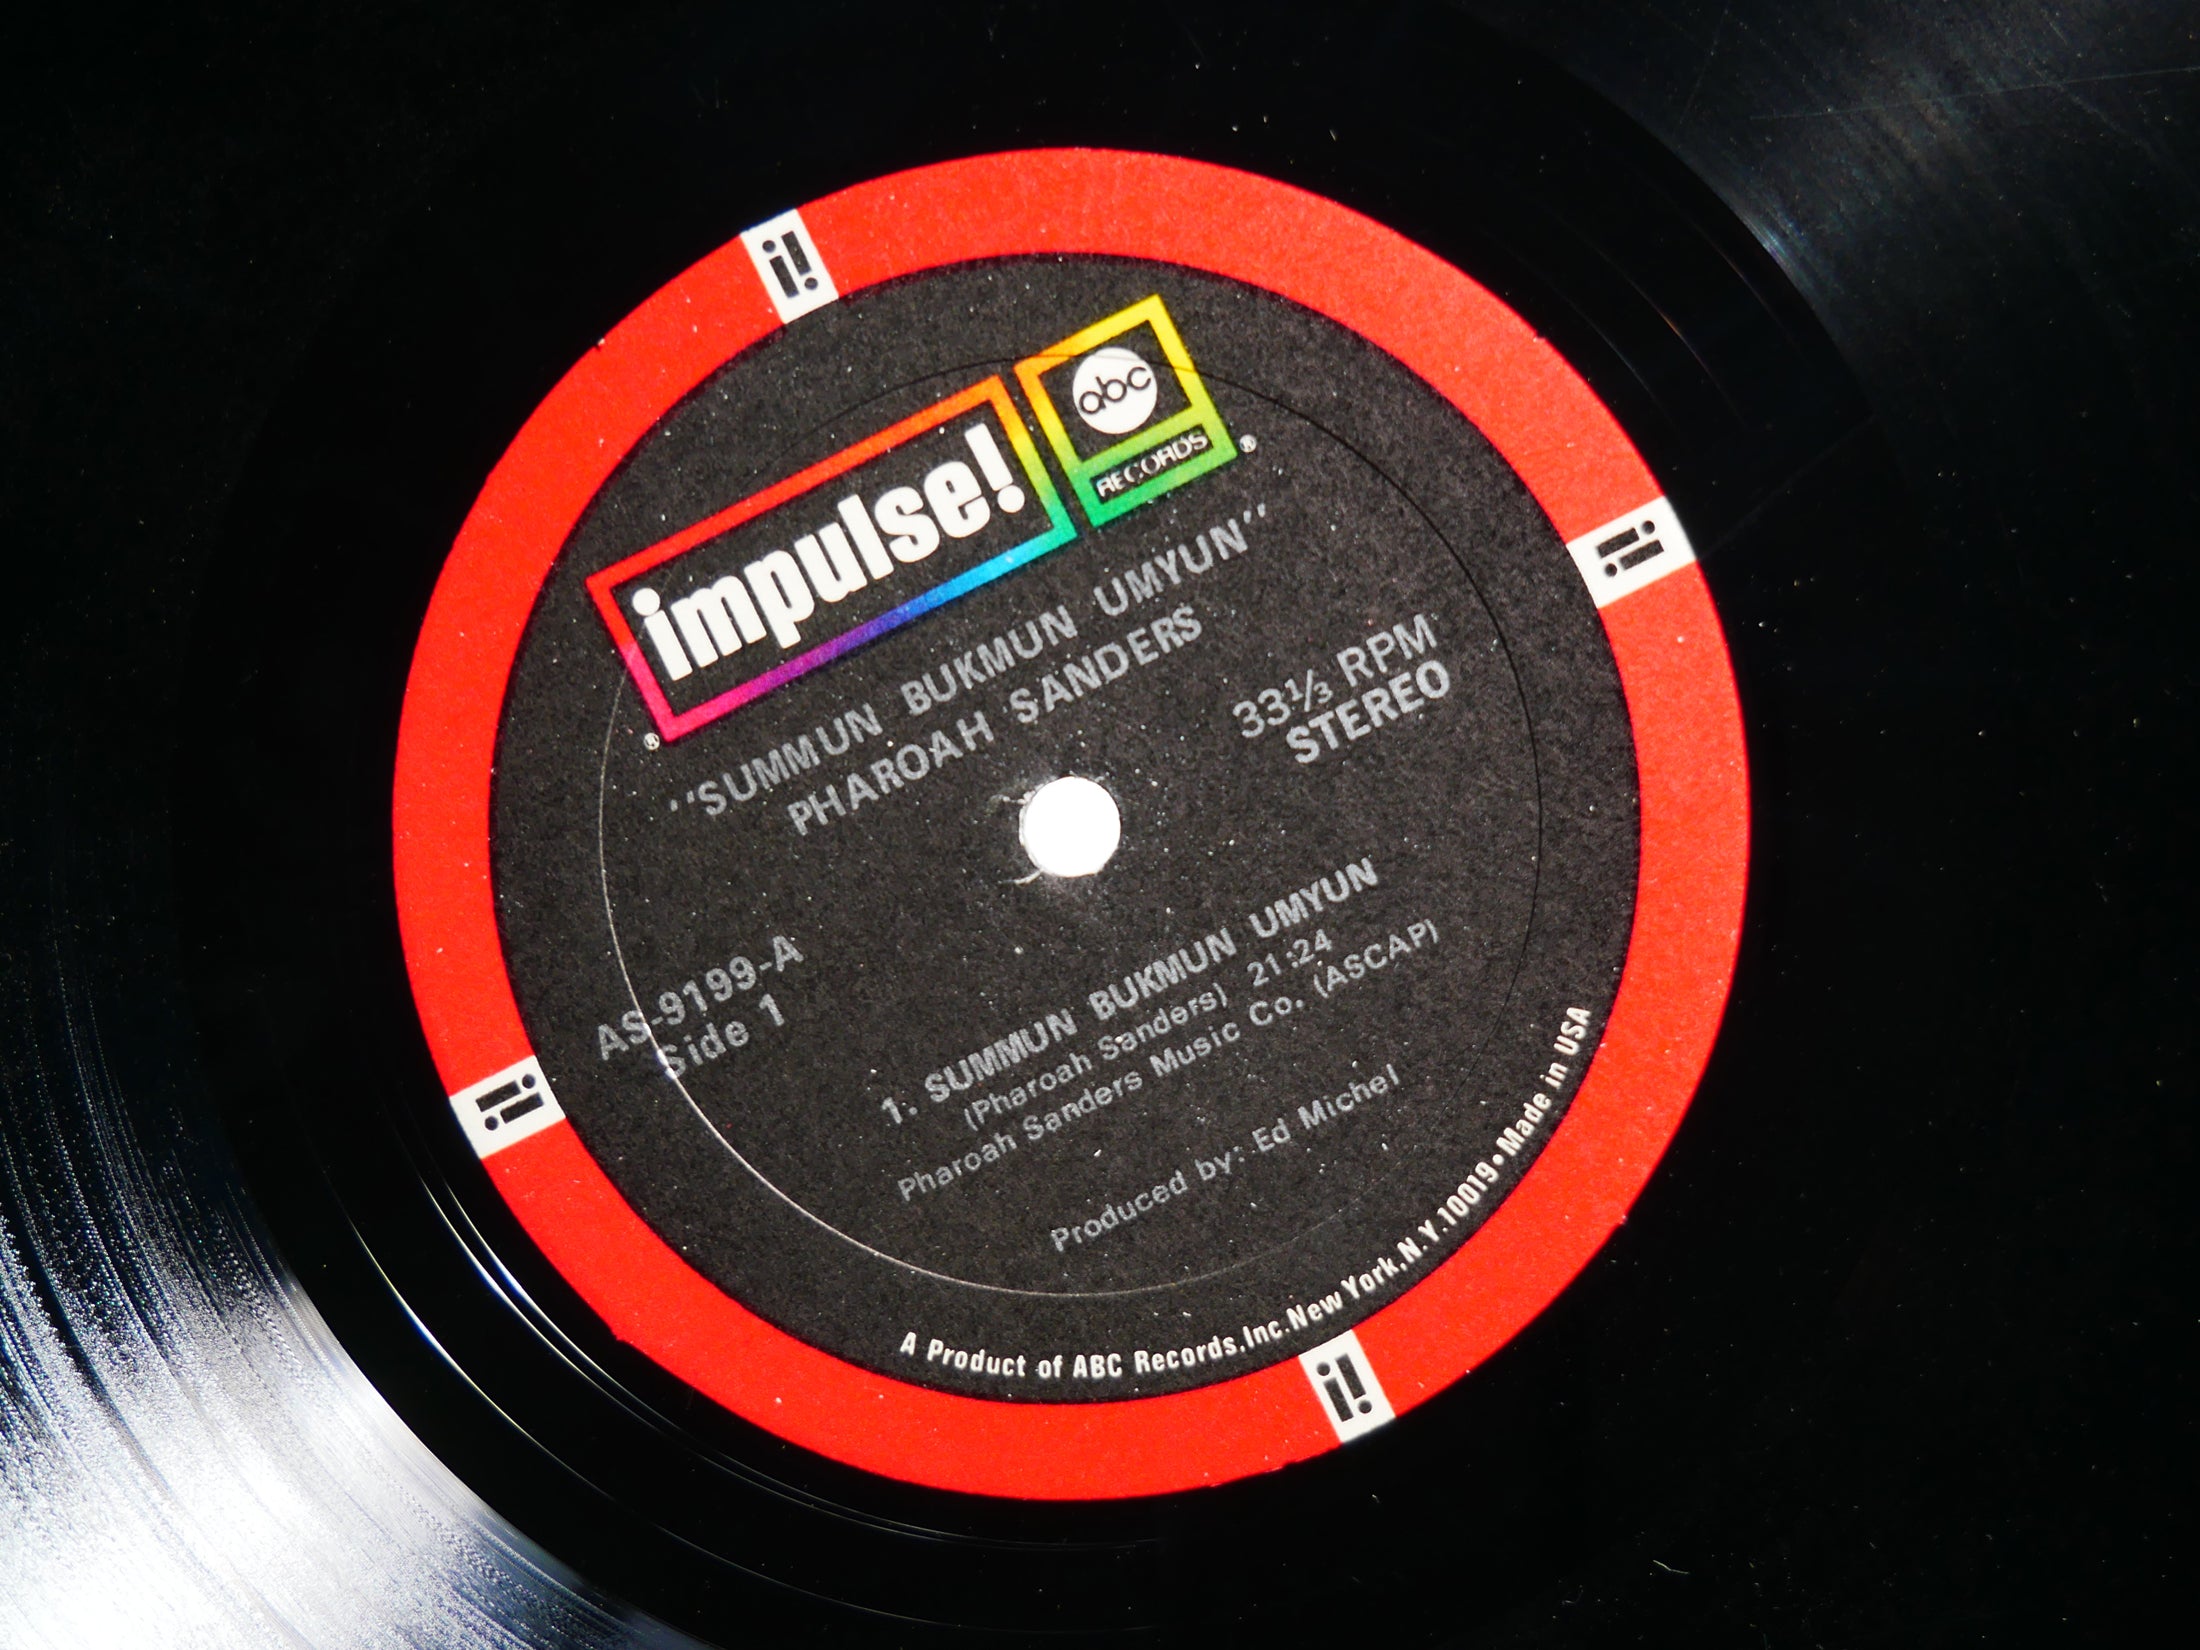 impulse!
abc
RECORDS
"SUMMUN BUKMUN UMYUN"
PHAROAH SANDERS
33⅓ RPM
STEREO
AS-9199-A
Side 1
1. SUMMUN BUKMUN UMYUN
(Pharoah Sanders) 21:24
Pharoah Sanders Music Co. (ASCAP)
Produced by: Ed Michel
A Product of ABC Records, Inc. New York, N.Y. 10019 • Made in USA
i!
i!
i!
i!